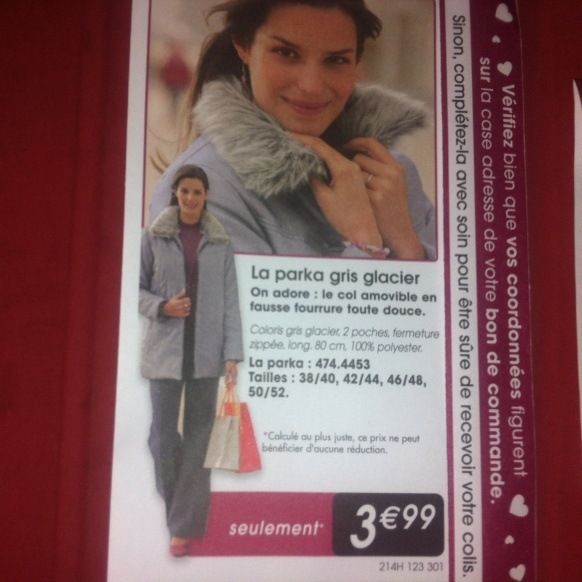 La parka gris glacier
On adore : le col amovible en
fausse fourrure toute douce.
Coloris gris glacier, 2 poches, fermeture
zippée, long. 80 cm, 100% polyester.
La parka : 474.4453
Tailles : 38/40, 42/44, 46/48,
50/52.
*Calculé au plus juste, ce prix ne peut
bénéficier d'aucune réduction.
seulement* 3€99
214H 123 301
Vérifiez bien que vos coordonnées figurent
sur la case adresse de votre bon de commande.
Sinon, complétez-la avec soin pour être sûre de recevoir votre colis.